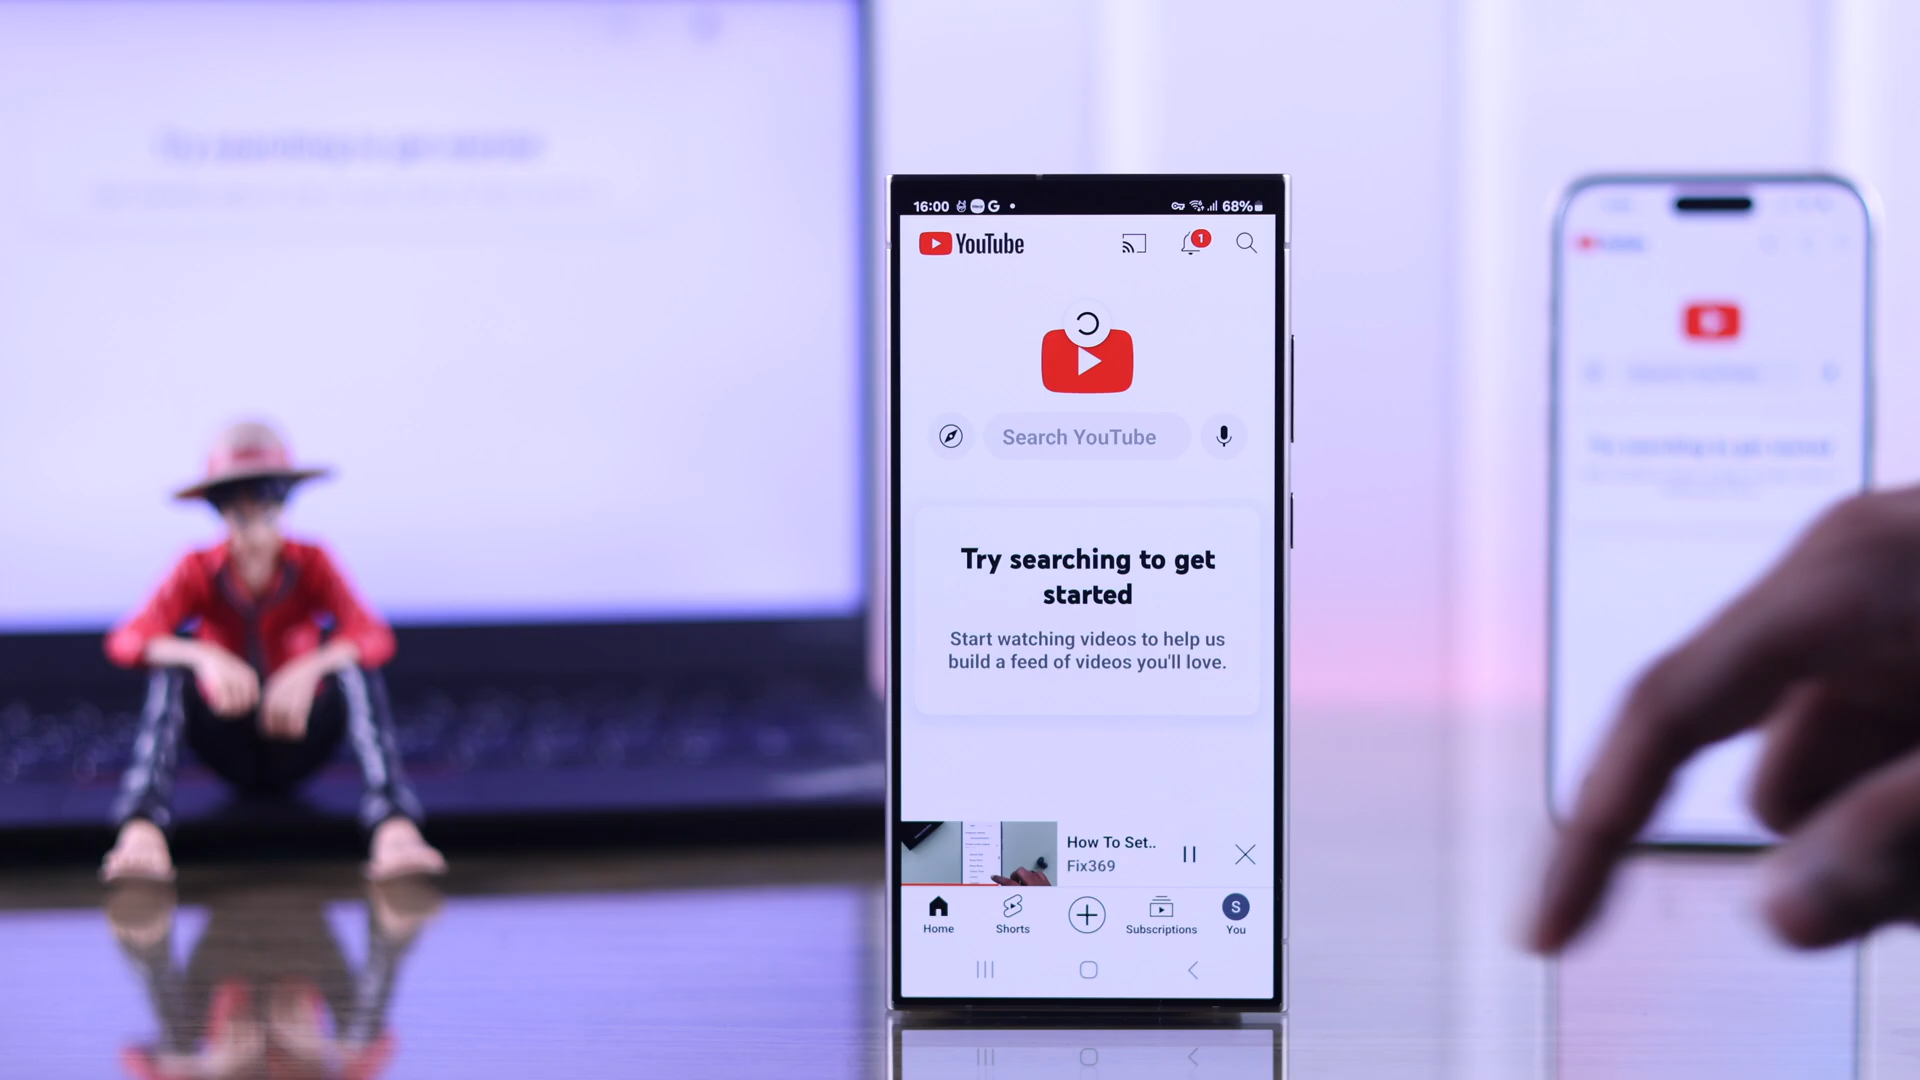 16:00 G
68%
YouTube
1
Search YouTube
Try searching to get
started
Start watching videos to help us
build a feed of videos you'll love.
How To Set..
Fix369
S
Home Shorts Subscriptions You